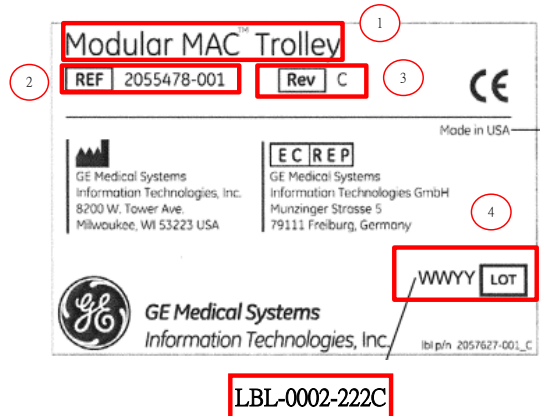 1
Modular MAC™ Trolley
2
REF 2055478-001
Rev C
3
CE
Made in USA
GE Medical Systems
Information Technologies, Inc.
8200 W. Tower Ave.
Milwaukee, WI 53223 USA
EC REP
GE Medical Systems
Information Technologies GmbH
Munzinger Strasse 5
79111 Freiburg, Germany
4
WWYY LOT
GE
GE Medical Systems
Information Technologies, Inc.
lbl p/n 2057627-001_C
LBL-0002-222C